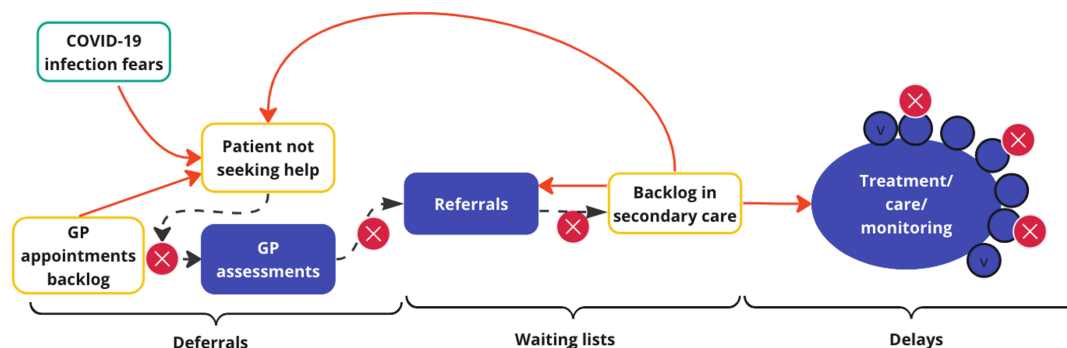 COVID-19
infection fears
Patient not
seeking help
GP
appointments
backlog
GP
assessments
Referrals
Backlog in
secondary care
Treatment/
care/
monitoring
V
V
Deferrals
Waiting lists
Delays